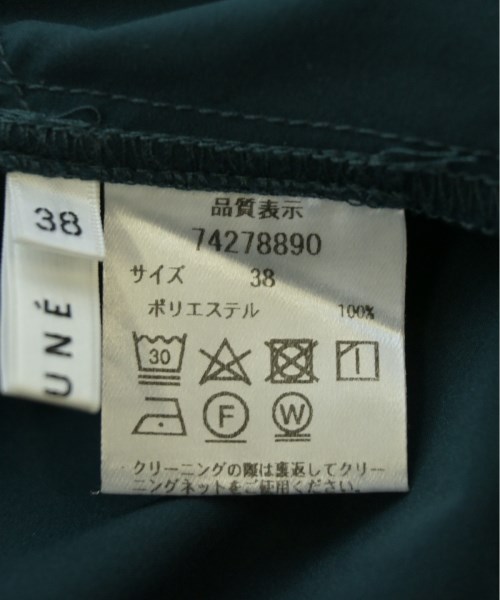 38
UNÉ
品質表示
74278890
サイズ 38
ポリエステル 100%
30
F W
クリーニングの際は裏返してクリー
ニングネットをご使用ください。